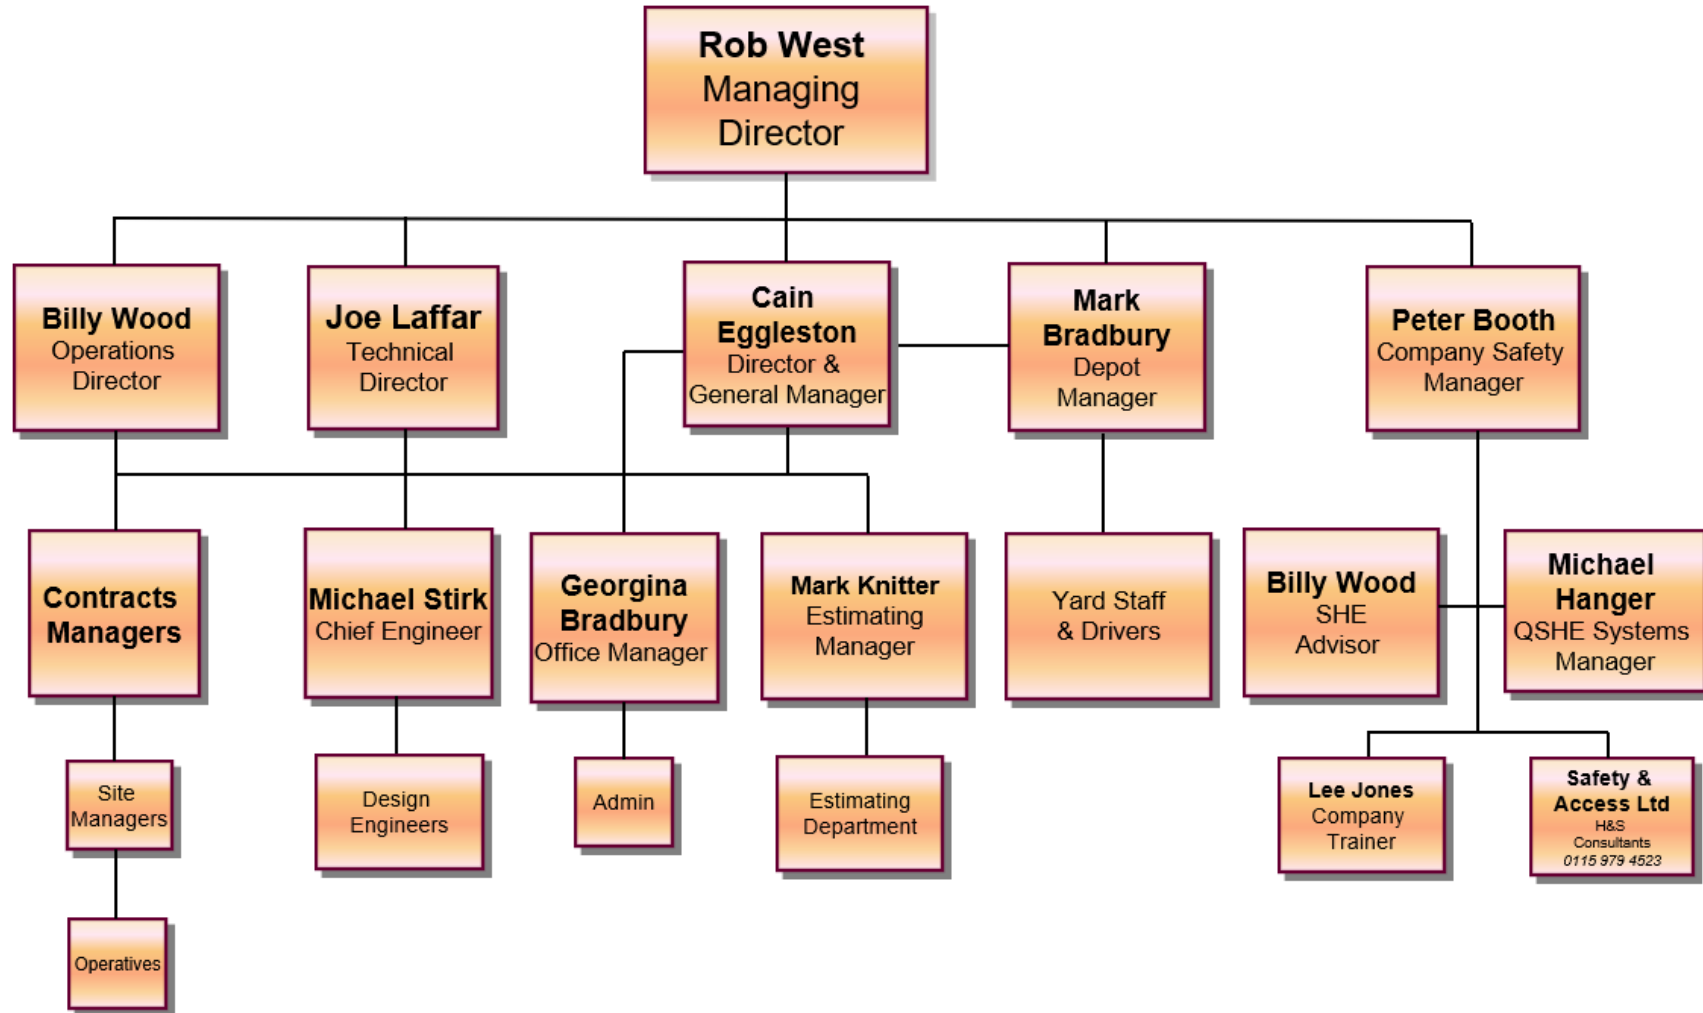 Rob West
Managing
Director
Billy Wood
Operations
Director
Joe Laffar
Technical
Director
Cain
Eggleston
Director &
General Manager
Mark
Bradbury
Depot
Manager
Peter Booth
Company Safety
Manager
Contracts
Managers
Michael Stirk
Chief Engineer
Georgina
Bradbury
Office Manager
Mark Knitter
Estimating
Manager
Yard Staff
& Drivers
Billy Wood
SHE
Advisor
Michael
Hanger
QSHE Systems
Manager
Site
Managers
Design
Engineers
Admin
Estimating
Department
Lee Jones
Company
Trainer
Safety &
Access Ltd
H&S
Consultants
0115 979 4523
Operatives